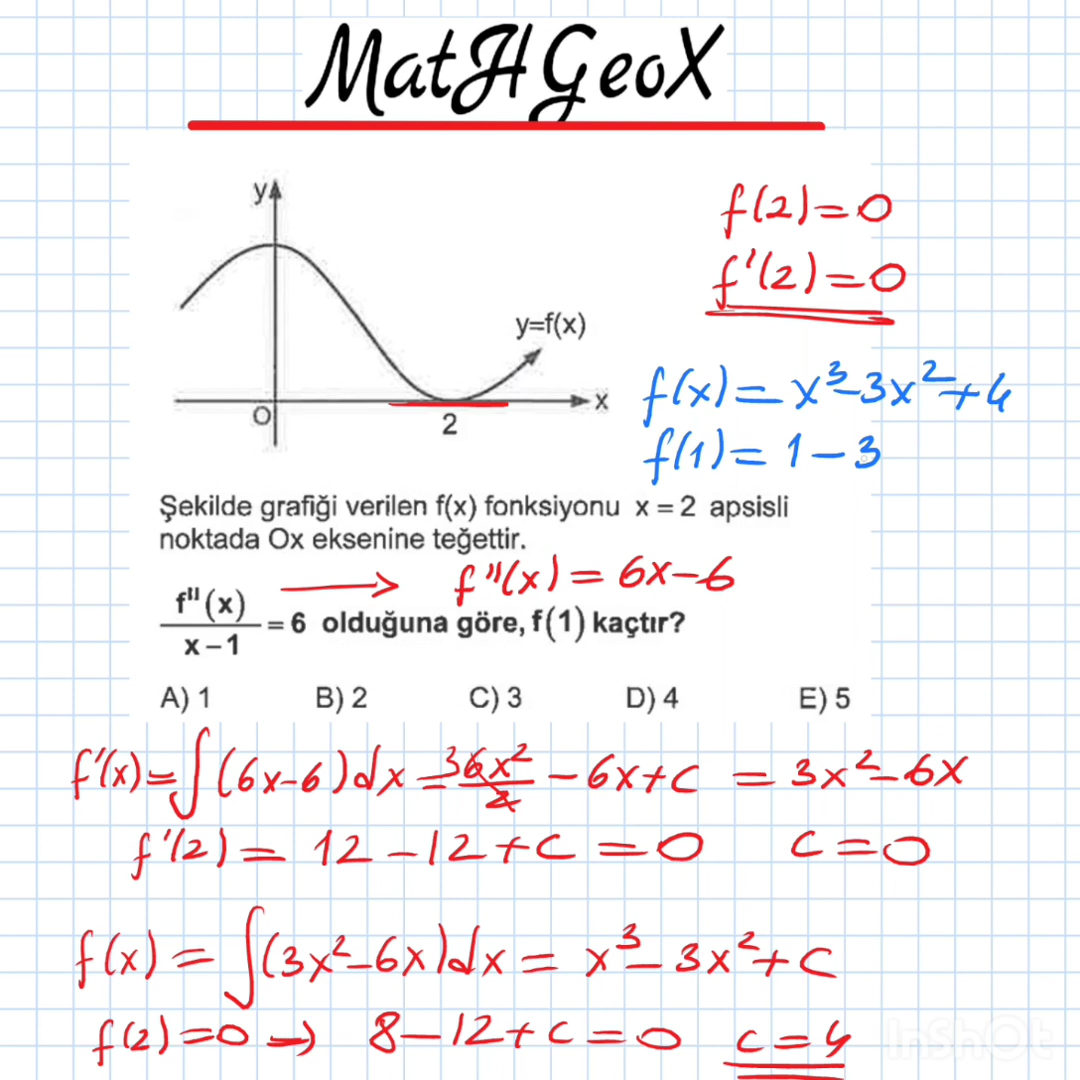 MatHGeoX
y
f(2)=0
f'(2)=0
y=f(x)
x
O
2
f(x)=x³-3x²+4
f(1)=1-3
Şekilde grafiği verilen f(x) fonksiyonu x = 2 apsisli
noktada Ox eksenine teğettir.
→ f''(x)=6x-6
f''(x)/x-1 = 6 olduğuna göre, f(1) kaçtır?
A) 1 B) 2 C) 3 D) 4 E) 5
f'(x)=∫(6x-6)dx=36x²/2-6x+c=3x²-6x
f'(2)=12-12+c=0 c=0
f(x)=∫(3x²-6x)dx=x³-3x²+c
f(2)=0→8-12+c=0 c=4
InShOt